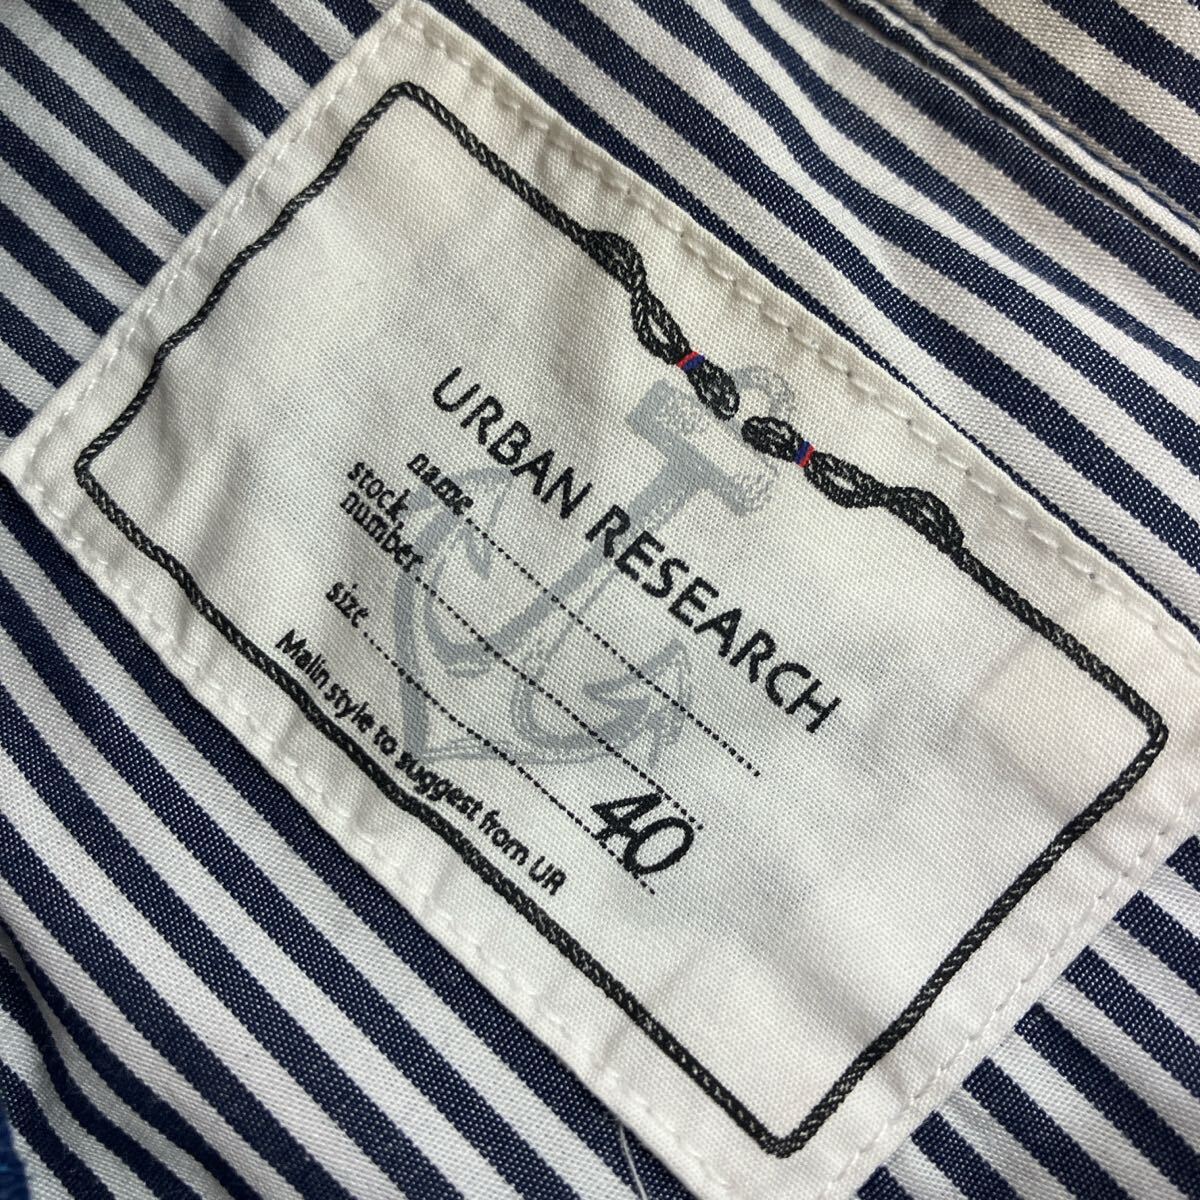 URBAN RESEARCH
name
stock
number
size 40
Malin style to suggest from UR